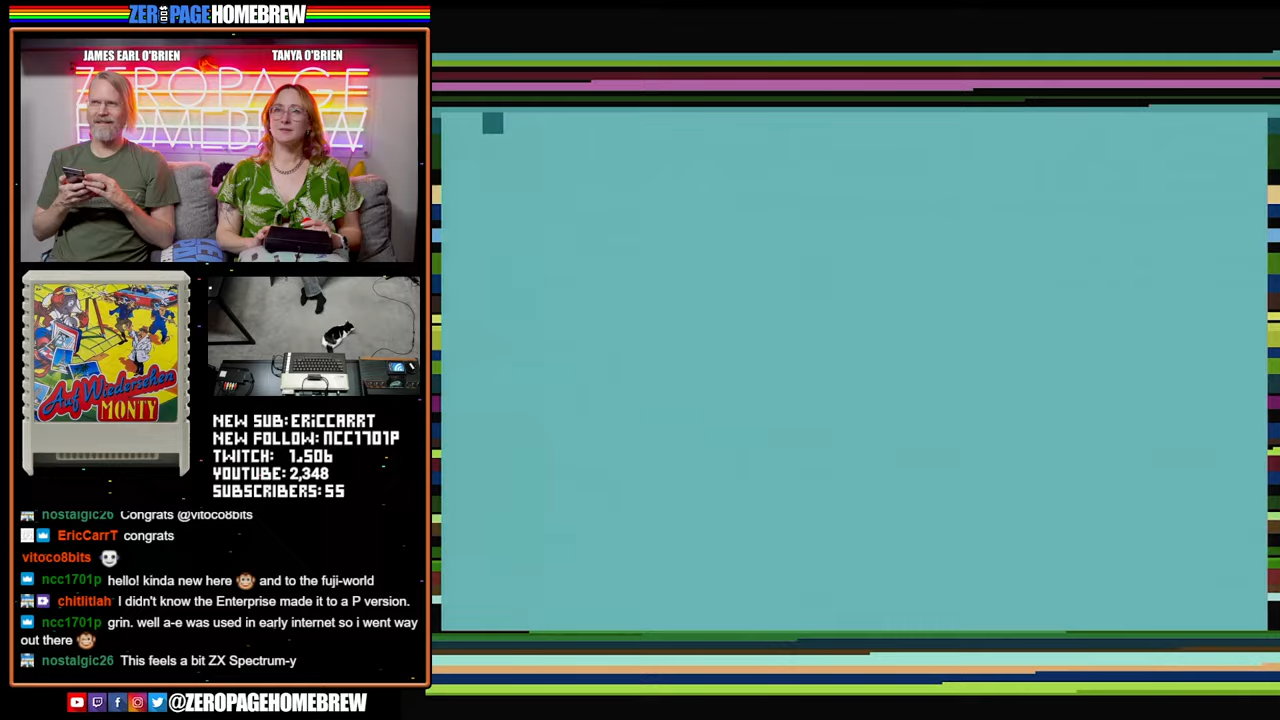 ZEROPAGE HOMEBREW
JAMES EARL O'BRIEN
TANYA O'BRIEN
ZEROPAGE
HOMEBREW
Auf Wiedersehen
MONTY
NEW SUB: ERICCARRT
NEW FOLLOW: NCC1701P
TWITCH: 1,506
YOUTUBE: 2,348
SUBSCRIBERS: 55
nostalgic26 Congrats @vitoco8bits
EricCarrT congrats
vitoco8bits
ncc1701p hello! kinda new here and to the fuji-world
chitlitlah I didn't know the Enterprise made it to a P version.
ncc1701p grin. well a-e was used in early internet so i went way
out there
nostalgic26 This feels a bit ZX Spectrum-y
@ZEROPAGEHOMEBREW